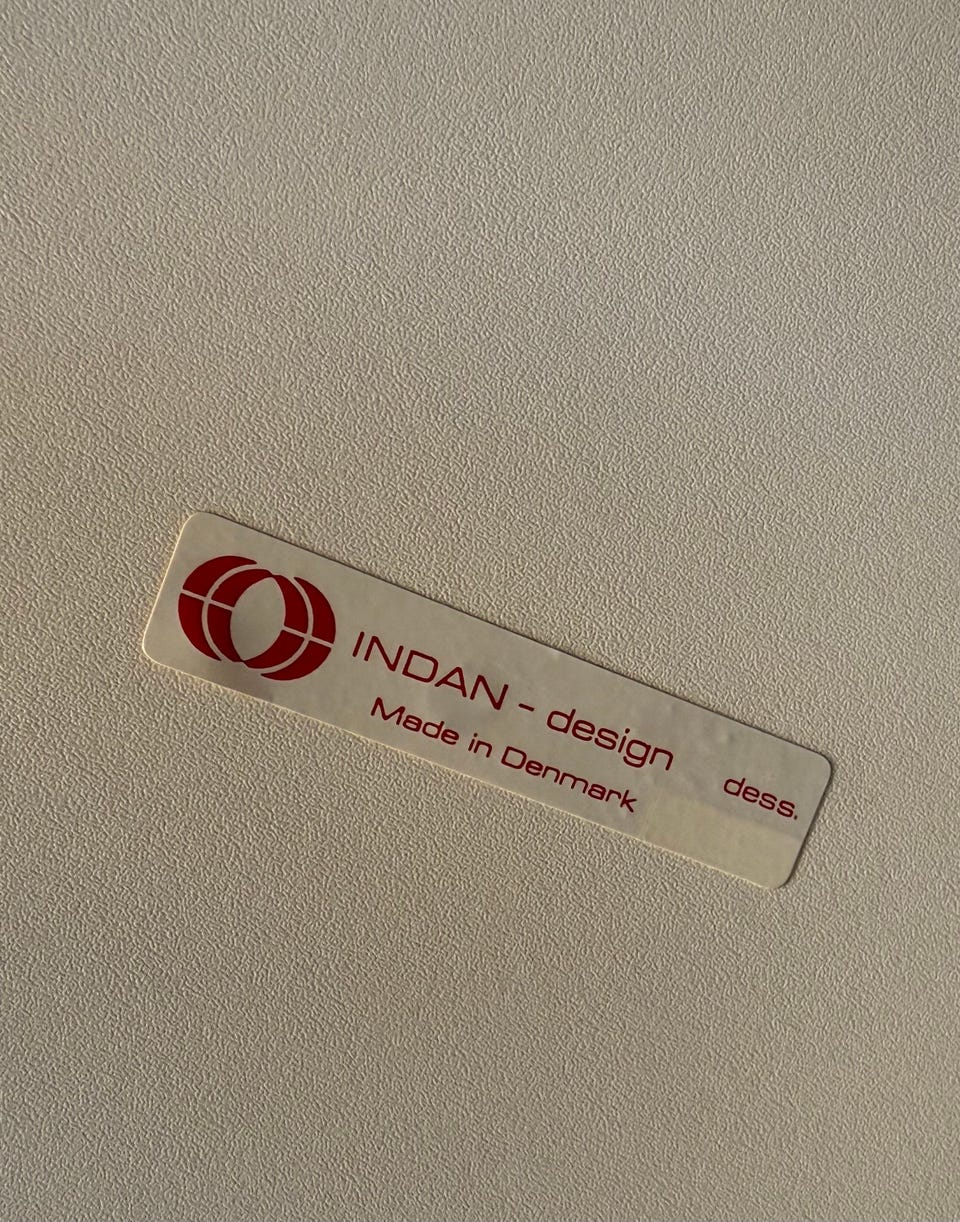 INDAN - design
Made in Denmark
dess.